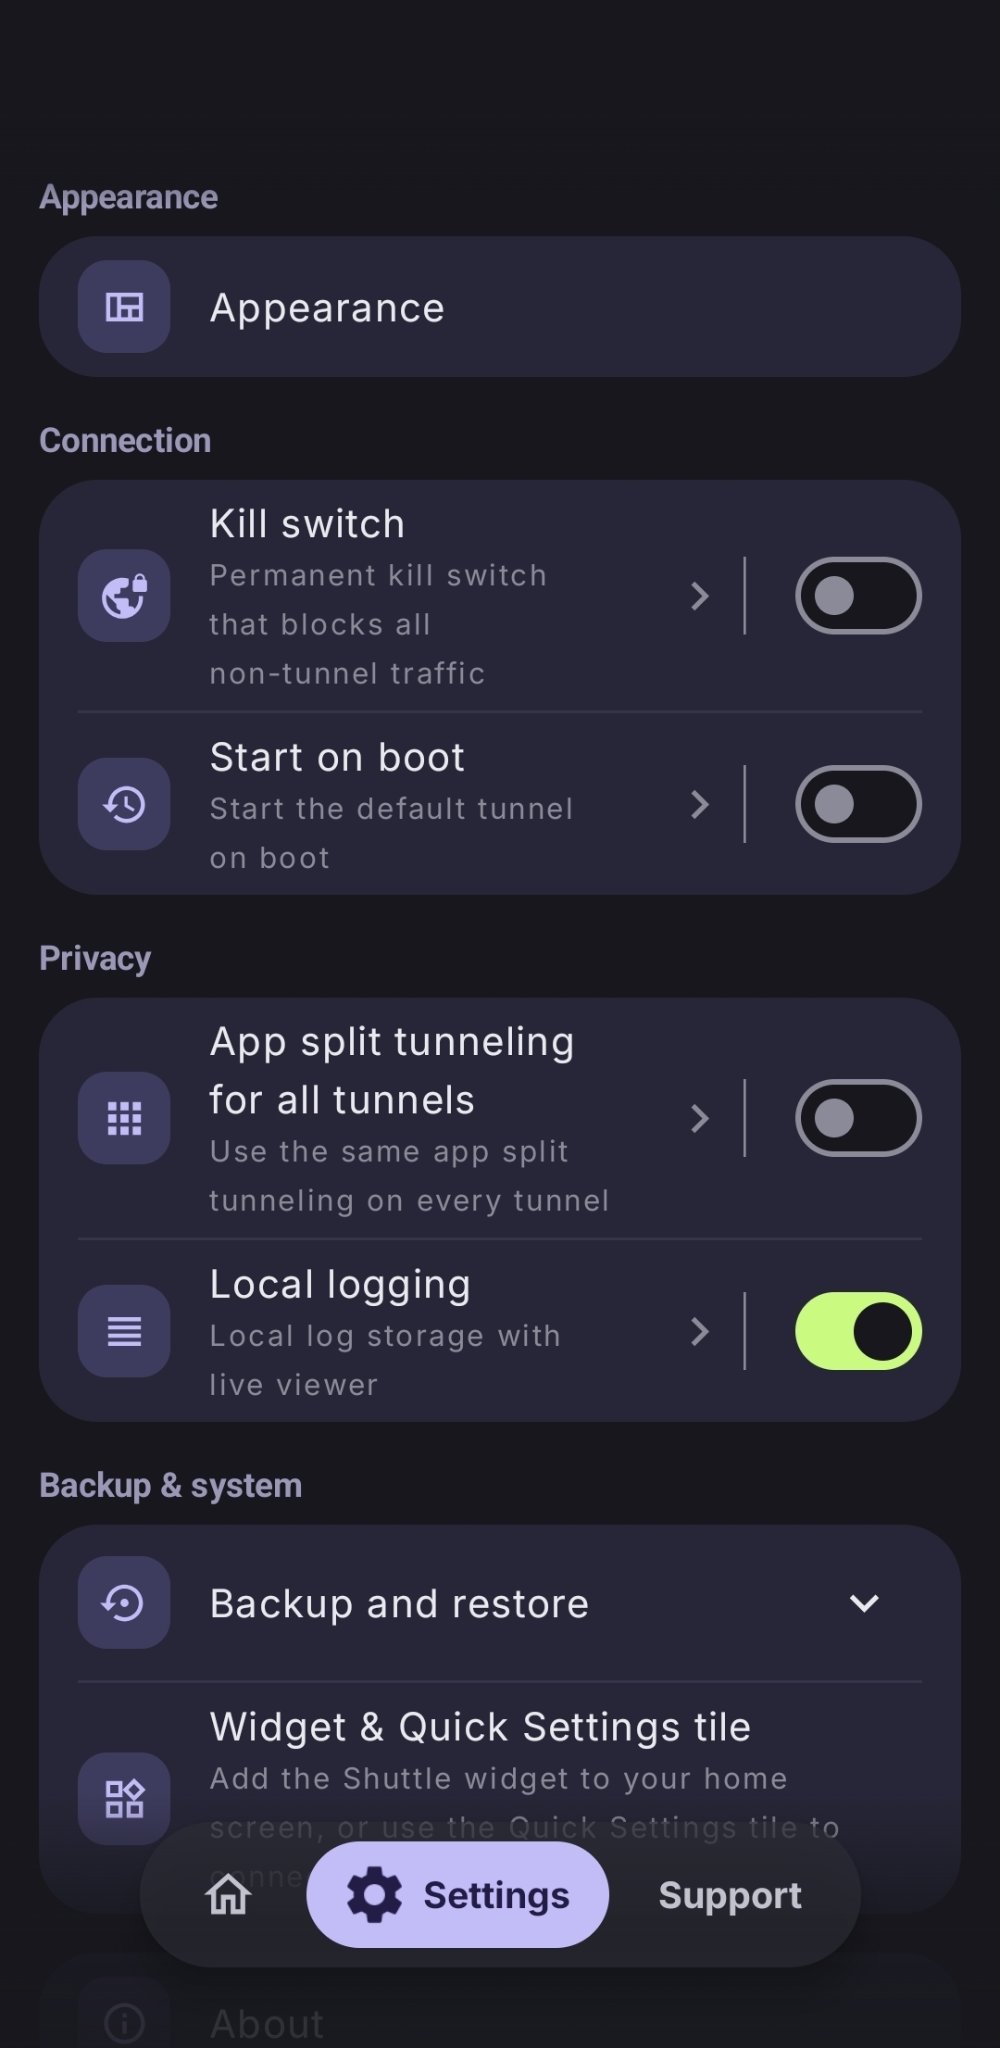 Appearance
Appearance
Connection
Kill switch
Permanent kill switch
that blocks all
non-tunnel traffic
Start on boot
Start the default tunnel
on boot
Privacy
App split tunneling
for all tunnels
Use the same app split
tunneling on every tunnel
Local logging
Local log storage with
live viewer
Backup & system
Backup and restore
Widget & Quick Settings tile
Add the Shuttle widget to your home
screen, or use the Quick Settings tile to
Settings
Support
About